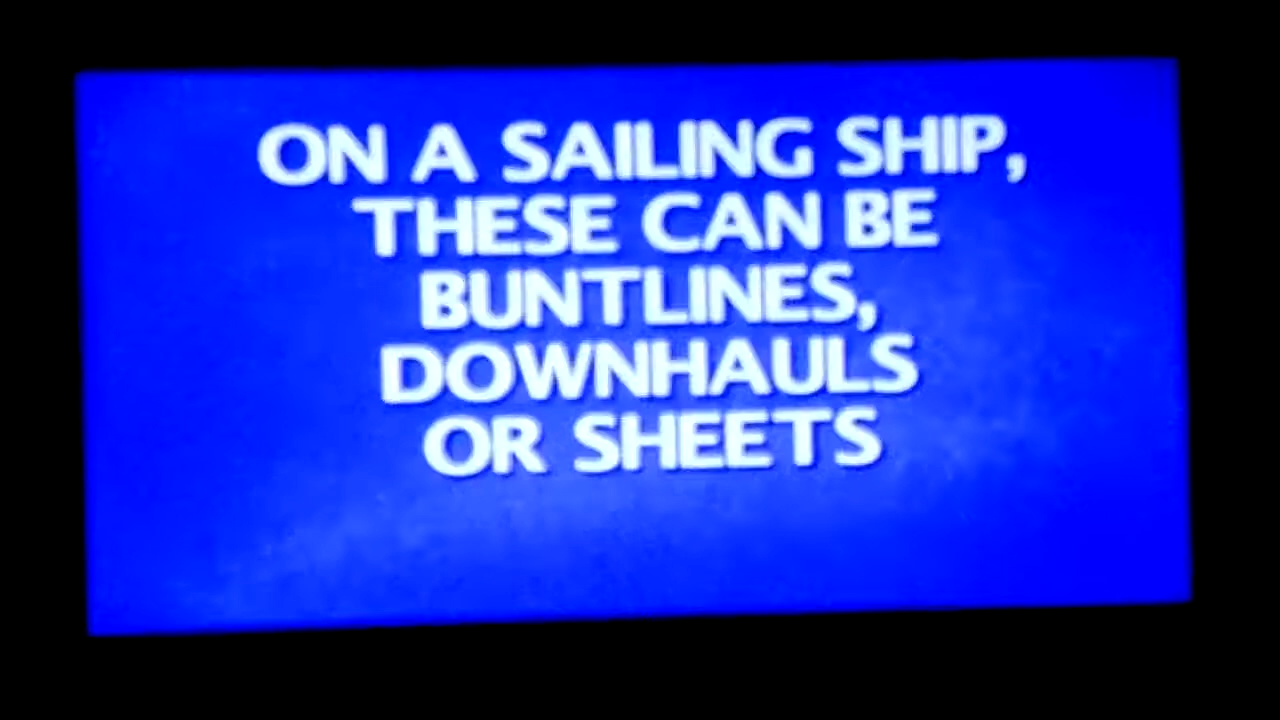 ON A SAILING SHIP,
THESE CAN BE
BUNTLINES,
DOWNHAULS
OR SHEETS